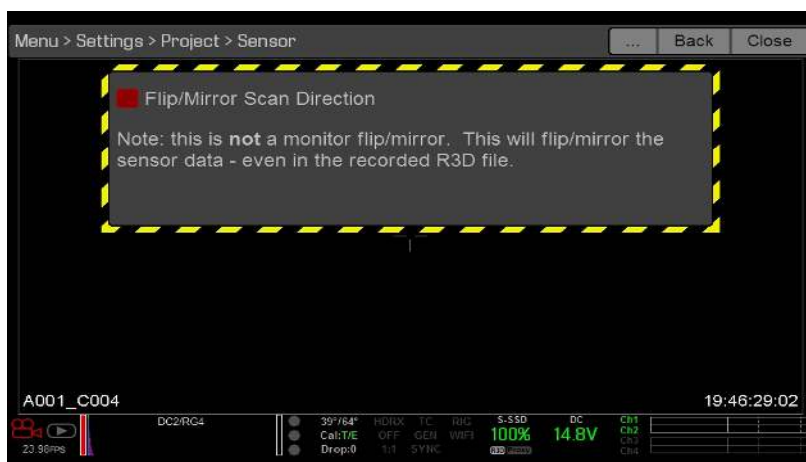 Menu > Settings > Project > Sensor ... Back Close
Flip/Mirror Scan Direction
Note: this is not a monitor flip/mirror. This will flip/mirror the
sensor data - even in the recorded R3D file.
A001_C004 19:46:29:02
DC2/RG4 39°/64° HDRX TC RIG S-SSD DC Ch1
Cal:T/E OFF GEN WIFI 100% 14.8V Ch2
23.98FPS Drop:0 1:1 SYNC R3D Ch3
Ch4